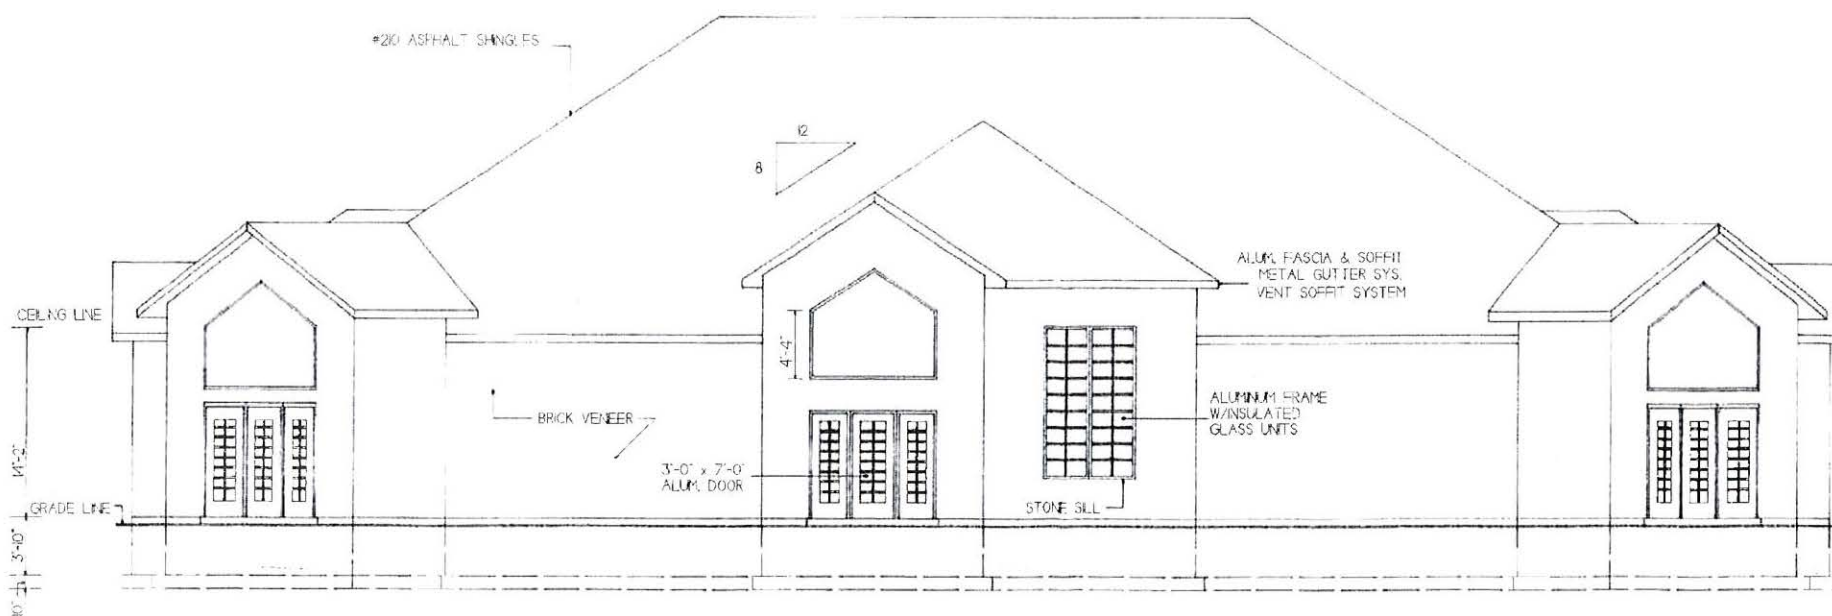 #210 ASPHALT SHINGLES
12
8
ALUM. FASCIA & SOFFIT
METAL GUTTER SYS.
VENT SOFFIT SYSTEM
CEILING LINE
4'-4"
ALUMINUM FRAME
W/INSULATED
GLASS UNITS
BRICK VENEER
3'-0" x 7'-0"
ALUM. DOOR
14'-2"
STONE SILL
GRADE LINE
3'-10"
10"